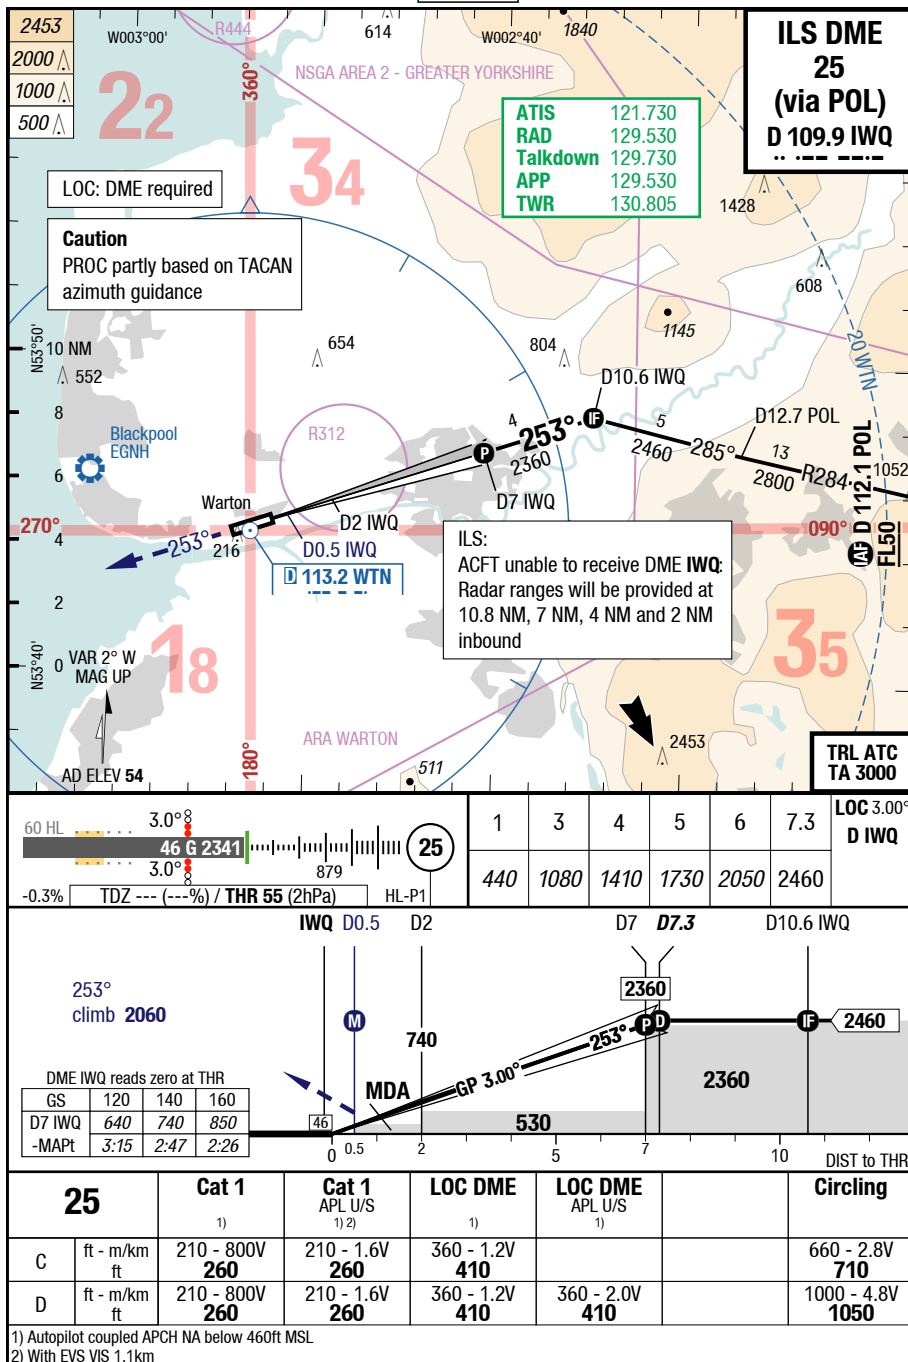 2453
2000
1000
500
W003°00'
R444
614
W002°40'
1840
360°
NSGA AREA 2 - GREATER YORKSHIRE
ILS DME
25
(via POL)
D 109.9 IWQ
22
34
ATIS 121.730
RAD 129.530
Talkdown 129.730
APP 129.530
TWR 130.805
LOC: DME required
1428
Caution
PROC partly based on TACAN
azimuth guidance
608
1145
N53°50'
10 NM
654
804
20 WTN
552
D10.6 IWQ
8
4
253°
IF
5
D12.7 POL
Blackpool
EGNH
R312
P
2360
2460
285°
13
2800
R284
1052
6
D7 IWQ
IAF D 112.1 POL
FL50
Warton
D2 IWQ
270°
4
253°
216
D0.5 IWQ
090°
D 113.2 WTN
ILS:
ACFT unable to receive DME IWQ:
Radar ranges will be provided at
10.8 NM, 7 NM, 4 NM and 2 NM
inbound
2
N53°40'
0
VAR 2° W
MAG UP
18
35
ARA WARTON
180°
2453
511
AD ELEV 54
TRL ATC
TA 3000
60 HL
3.0°
46 G 2341
3.0°
879
25
-0.3%
TDZ --- (---%) / THR 55 (2hPa)
HL-P1
1 3 4 5 6 7.3 LOC 3.00°
D IWQ
440 1080 1410 1730 2050 2460
IWQ D0.5 D2 D7 D7.3 D10.6 IWQ
253°
climb 2060
2360
M
P D IF 2460
740
253°
GP 3.00°
MDA
2360
530
DME IWQ reads zero at THR
GS 120 140 160
D7 IWQ 640 740 850
-MAPt 3:15 2:47 2:26
46
0 0.5 2 5 7 10 DIST to THR
25 Cat 1 Cat 1 LOC DME LOC DME Circling
APL U/S APL U/S
1) 1) 2) 1) 1)
C ft - m/km 210 - 800V 210 - 1.6V 360 - 1.2V 660 - 2.8V
ft 260 260 410 710
D ft - m/km 210 - 800V 210 - 1.6V 360 - 1.2V 360 - 2.0V 1000 - 4.8V
ft 260 260 410 410 1050
1) Autopilot coupled APCH NA below 460ft MSL
2) With EVS VIS 1.1km